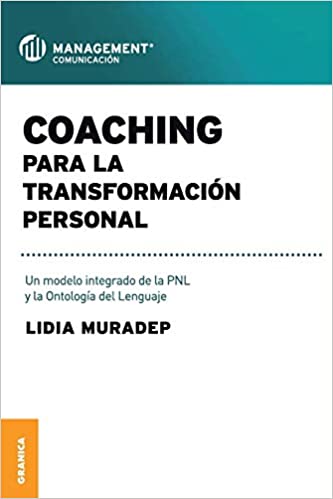 MANAGEMENT®
COMUNICACIÓN
COACHING
PARA LA
TRANSFORMACIÓN
PERSONAL
Un modelo integrado de la PNL
y la Ontología del Lenguaje
LIDIA MURADEP
GRANICA